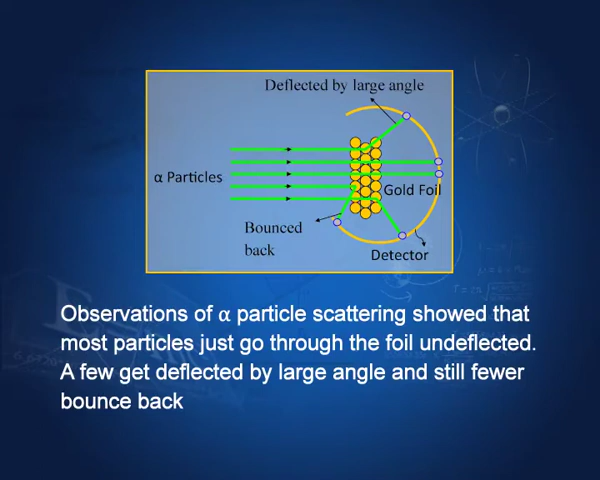 Deflected by large angle
α Particles
Gold Foil
Bounced
back
Detector
Observations of α particle scattering showed that
most particles just go through the foil undeflected.
A few get deflected by large angle and still fewer
bounce back